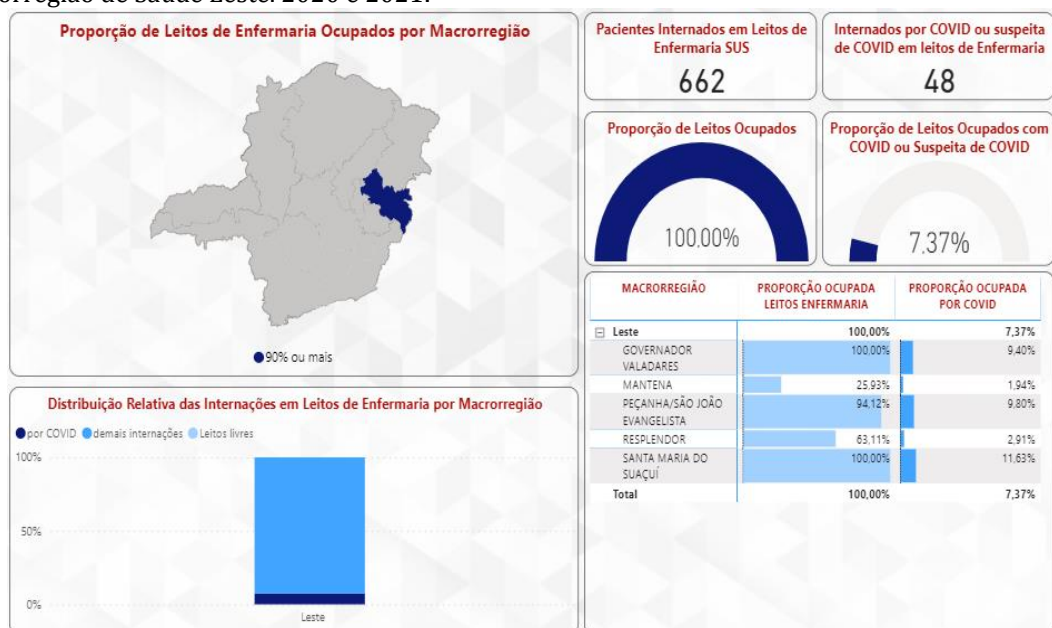 orregião de saúde Leste. 2020 e 2021.
Proporção de Leitos de Enfermaria Ocupados por Macrorregião
90% ou mais
Pacientes Internados em Leitos de
Enfermaria SUS
662
Internados por COVID ou suspeita
de COVID em leitos de Enfermaria
48
Proporção de Leitos Ocupados
100,00%
Proporção de Leitos Ocupados com
COVID ou Suspeita de COVID
7,37%
Distribuição Relativa das Internações em Leitos de Enfermaria por Macrorregião
por COVID demais internações Leitos livres
100%
50%
0%
Leste
MACRORREGIÃO PROPORÇÃO OCUPADA LEITOS ENFERMARIA PROPORÇÃO OCUPADA POR COVID
Leste 100,00% 7,37%
GOVERNADOR 100,00% 9,40%
VALADARES
MANTENA 25,93% 1,94%
PEÇANHA/SÃO JOÃO 94,12% 9,80%
EVANGELISTA
RESPLENDOR 63,11% 2,91%
SANTA MARIA DO 100,00% 11,63%
SUAÇUÍ
Total 100,00% 7,37%